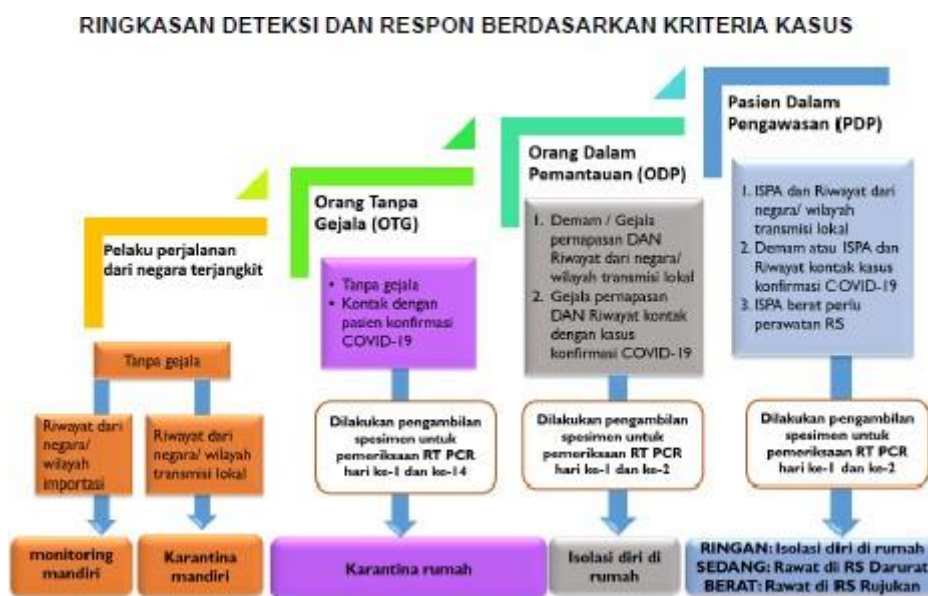 RINGKASAN DETEKSI DAN RESPON BERDASARKAN KRITERIA KASUS
Pelaku perjalanan
dari negara terjangkit
Tanpa gejala
Riwayat dari
negara/
wilayah
importasi
Riwayat dari
negara/ wilayah
transmisi lokal
monitoring
mandiri
Karantina
mandiri
Orang Tanpa
Gejala (OTG)
• Tanpa gejala
• Kontak dengan
pasien konfirmasi
COVID-19
Dilakukan pengambilan
spesimen untuk
pemeriksaan RT PCR
hari ke-1 dan ke-14
Karantina rumah
Orang Dalam
Pemantauan (ODP)
1. Demam / Gejala
pernapasan DAN
Riwayat dari negara/
wilayah transmisi lokal
2. Gejala pernapasan
DAN Riwayat kontak
dengan kasus
konfirmasi COVID-19
Dilakukan pengambilan
spesimen untuk
pemeriksaan RT PCR
hari ke-1 dan ke-2
Isolasi diri di
rumah
Pasien Dalam
Pengawasan (PDP)
1. ISPA dan Riwayat dari
negara/ wilayah
transmisi lokal
2. Demam atau ISPA dan
Riwayat kontak kasus
konfirmasi COVID-19
3. ISPA berat perlu
perawatan RS
Dilakukan pengambilan
spesimen untuk
pemeriksaan RT PCR
hari ke-1 dan ke-2
RINGAN: Isolasi diri di rumah
SEDANG: Rawat di RS Darurat
BERAT: Rawat di RS Rujukan